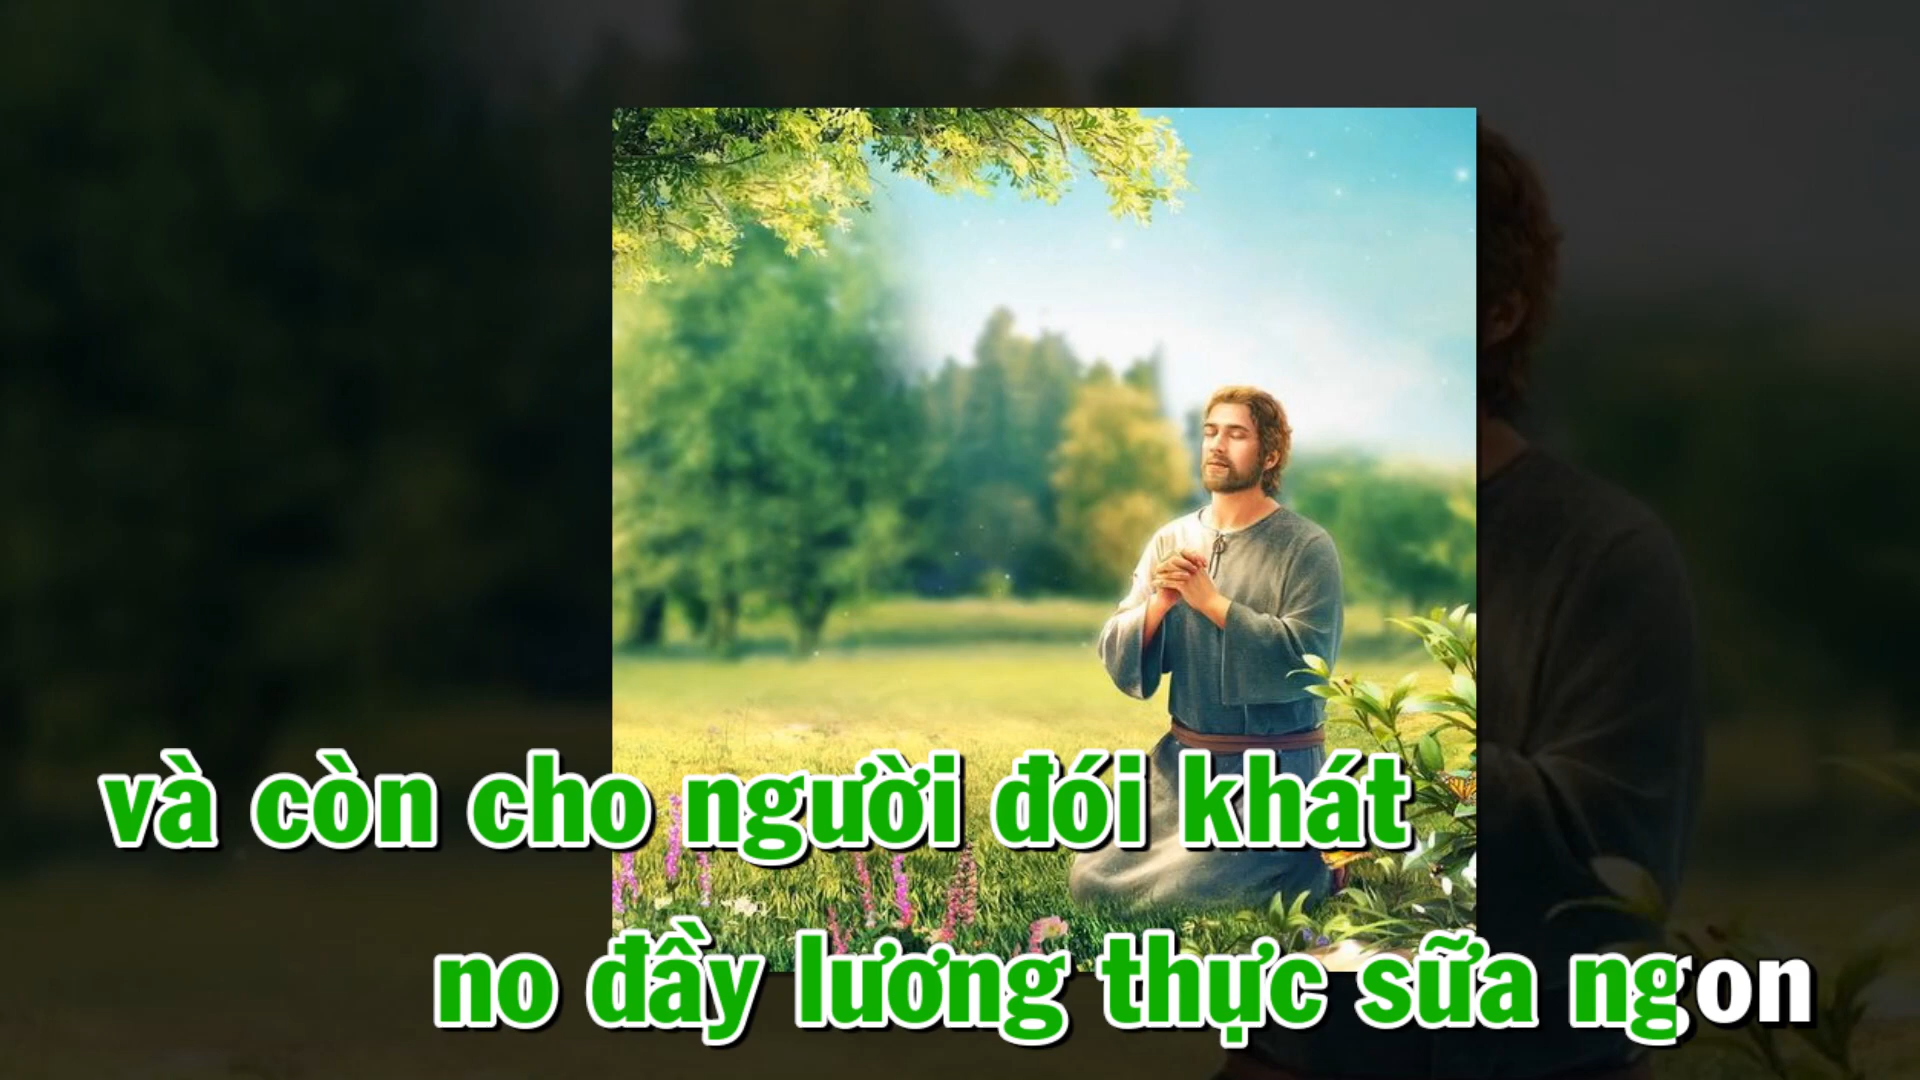 và còn cho người đói khát
no đầy lương thực sữa ngon